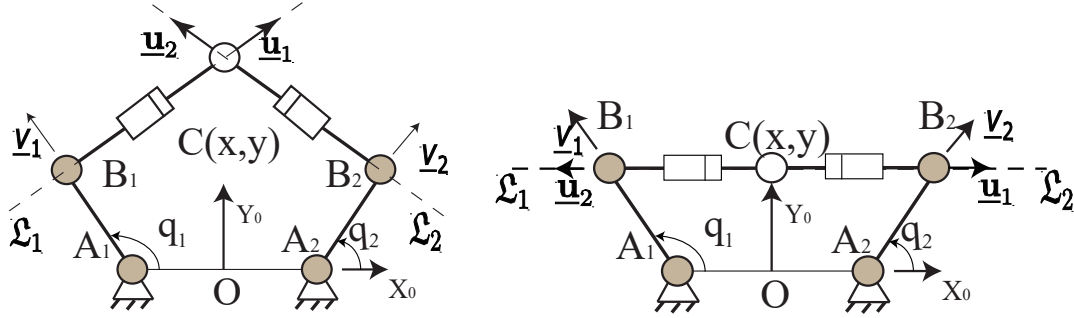 u₂ u₁
v₁ C(x,y) v₂
B₁ B₂
ℒ₁ Y₀ ℒ₂
A₁ q₁ A₂ q₂
O X₀
B₁ B₂
v₁ C(x,y) v₂
ℒ₁ u₂ u₁ ℒ₂
Y₀
A₁ q₁ A₂ q₂
O X₀